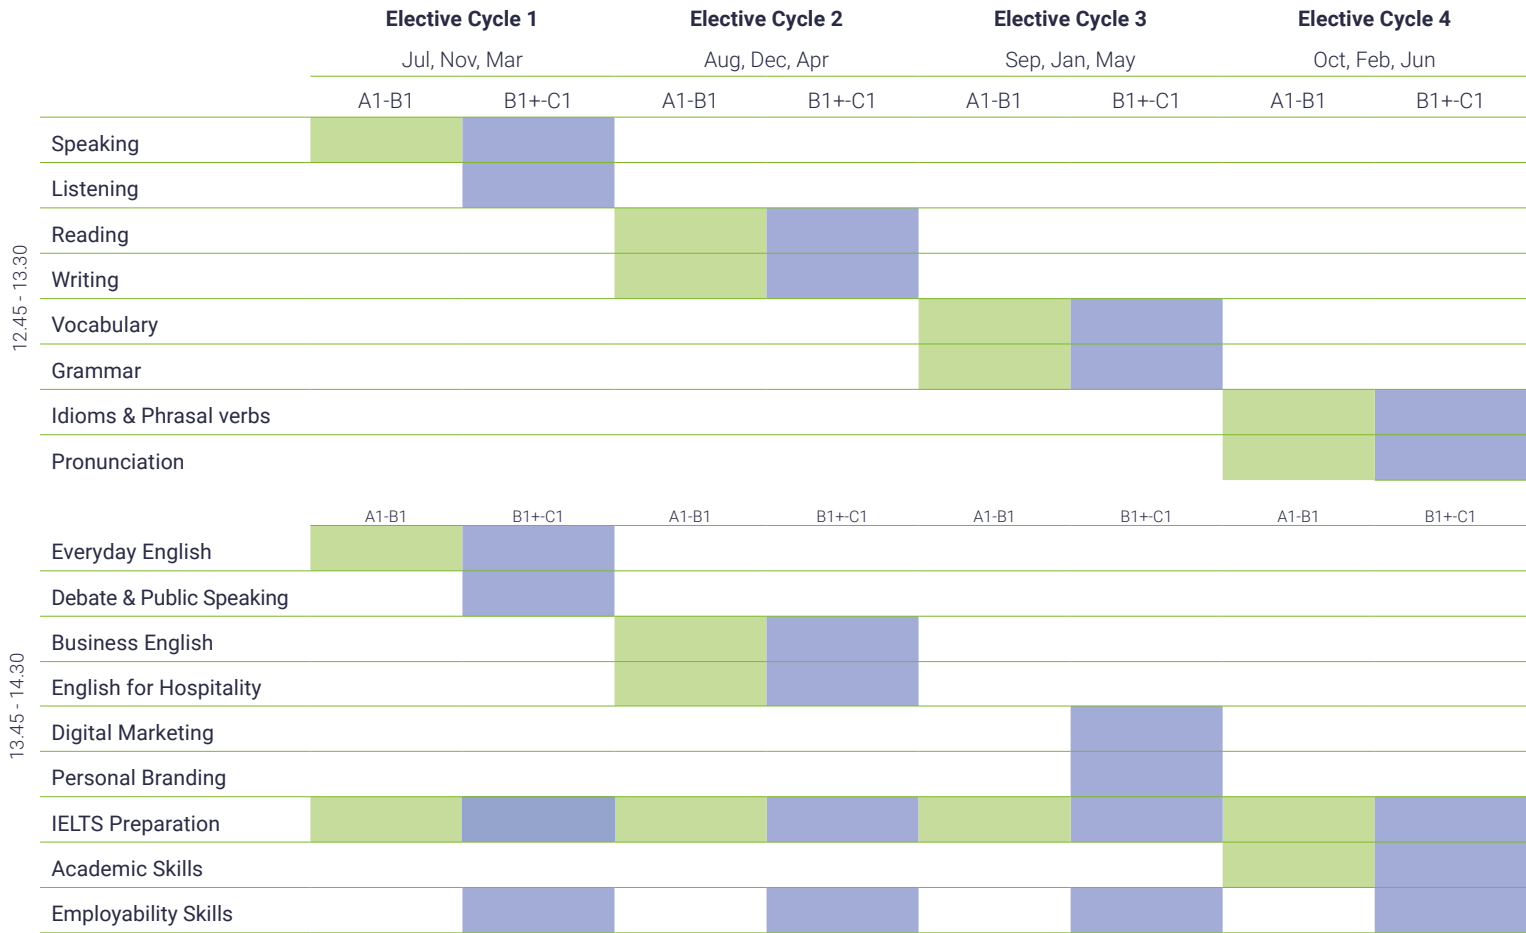 Elective Cycle 1 Elective Cycle 2 Elective Cycle 3 Elective Cycle 4
Jul, Nov, Mar Aug, Dec, Apr Sep, Jan, May Oct, Feb, Jun
A1-B1 B1+-C1 A1-B1 B1+-C1 A1-B1 B1+-C1 A1-B1 B1+-C1
12.45 - 13.30
Speaking
Listening
Reading
Writing
Vocabulary
Grammar
Idioms & Phrasal verbs
Pronunciation
A1-B1 B1+-C1 A1-B1 B1+-C1 A1-B1 B1+-C1 A1-B1 B1+-C1
13.45 - 14.30
Everyday English
Debate & Public Speaking
Business English
English for Hospitality
Digital Marketing
Personal Branding
IELTS Preparation
Academic Skills
Employability Skills